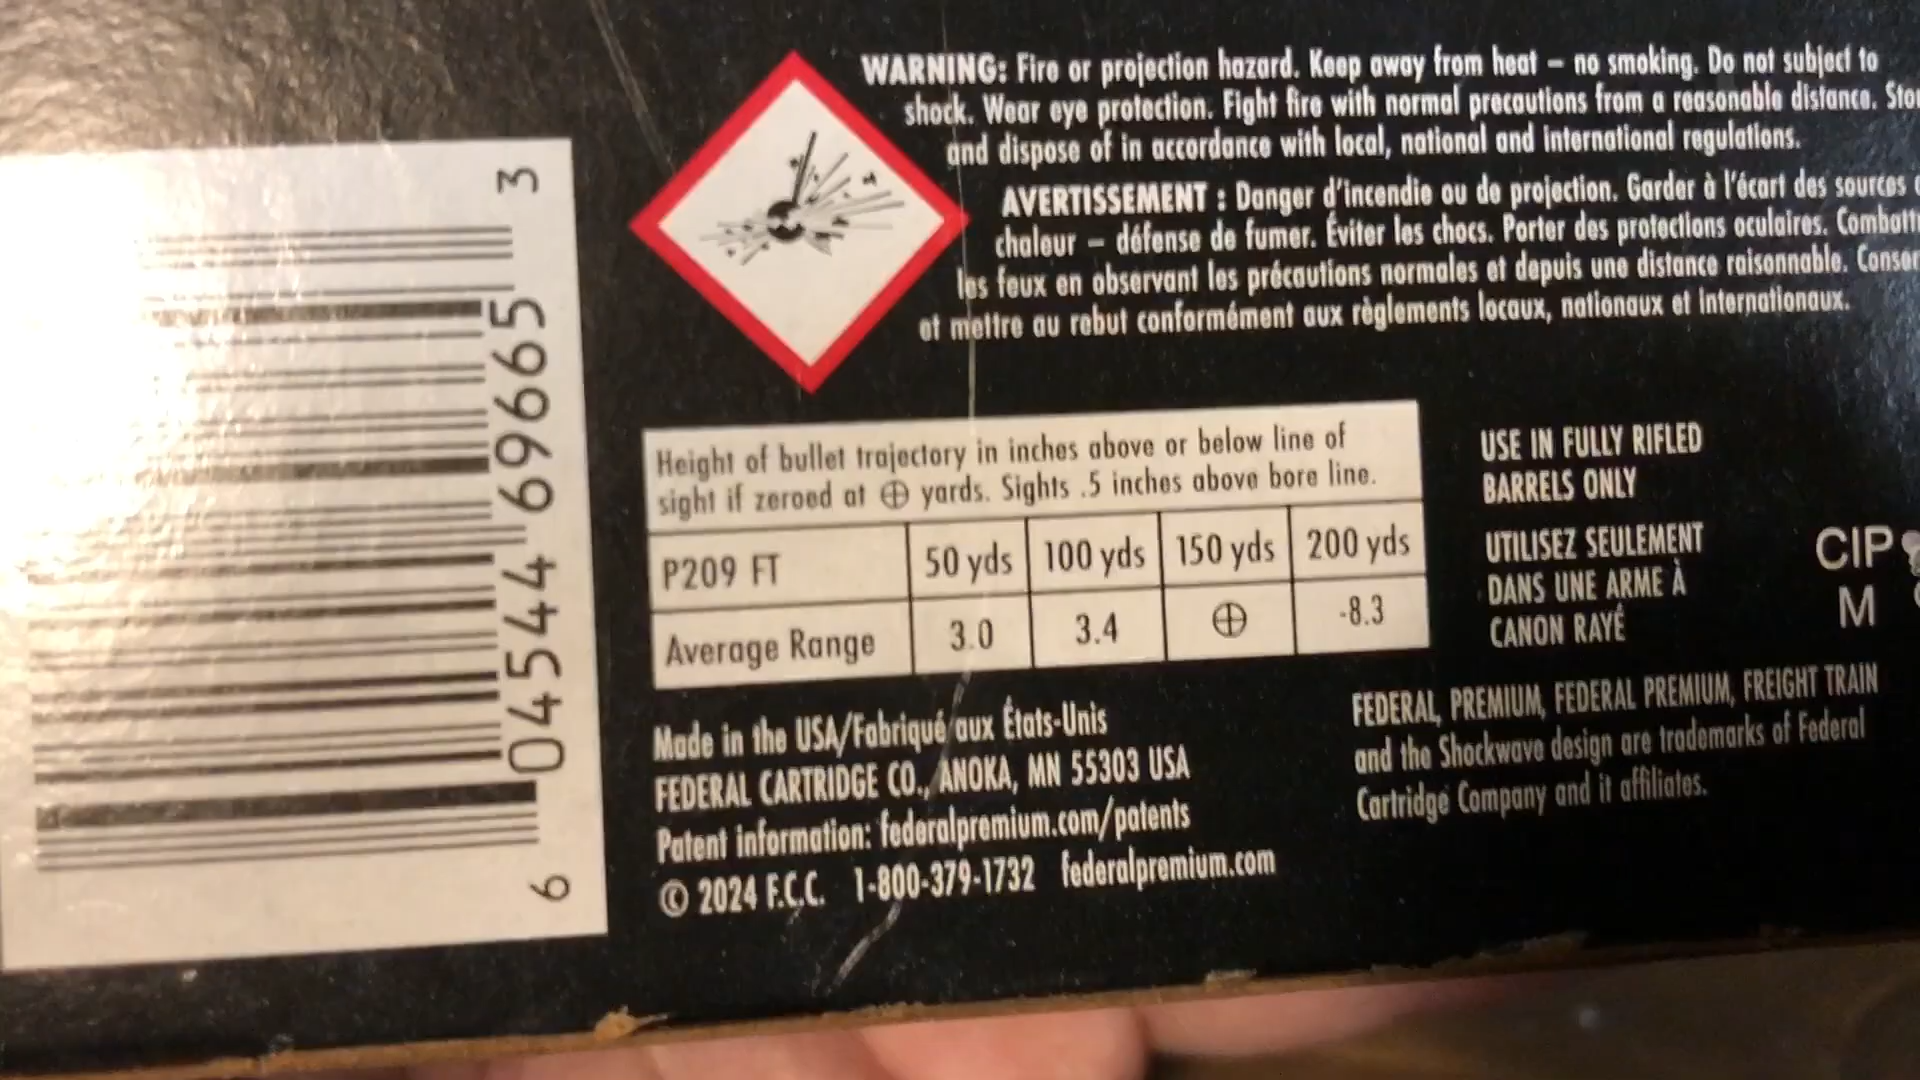 WARNING: Fire or projection hazard. Keep away from heat – no smoking. Do not subject to
shock. Wear eye protection. Fight fire with normal precautions from a reasonable distance.
and dispose of in accordance with local, national and international regulations.
AVERTISSEMENT : Danger d'incendie ou de projection. Garder à l'écart des sources
chaleur – défense de fumer. Éviter les chocs. Porter des protections oculaires.
les feux en observant les précautions normales et depuis une distance raisonnable.
et mettre au rebut conformément aux règlements locaux, nationaux et internationaux.
6 04544 69665 3
Height of bullet trajectory in inches above or below line of
sight if zeroed at ⊕ yards. Sights .5 inches above bore line.
P209 FT 50 yds 100 yds 150 yds 200 yds
Average Range 3.0 3.4 ⊕ -8.3
USE IN FULLY RIFLED
BARRELS ONLY
UTILISEZ SEULEMENT
DANS UNE ARME À
CANON RAYÉ
CIP
M
Made in the USA/Fabriqué aux États-Unis
FEDERAL CARTRIDGE CO., ANOKA, MN 55303 USA
Patent information: federalpremium.com/patents
© 2024 F.C.C. 1-800-379-1732 federalpremium.com
FEDERAL, PREMIUM, FEDERAL PREMIUM, FREIGHT TRAIN
and the Shockwave design are trademarks of Federal
Cartridge Company and it affiliates.